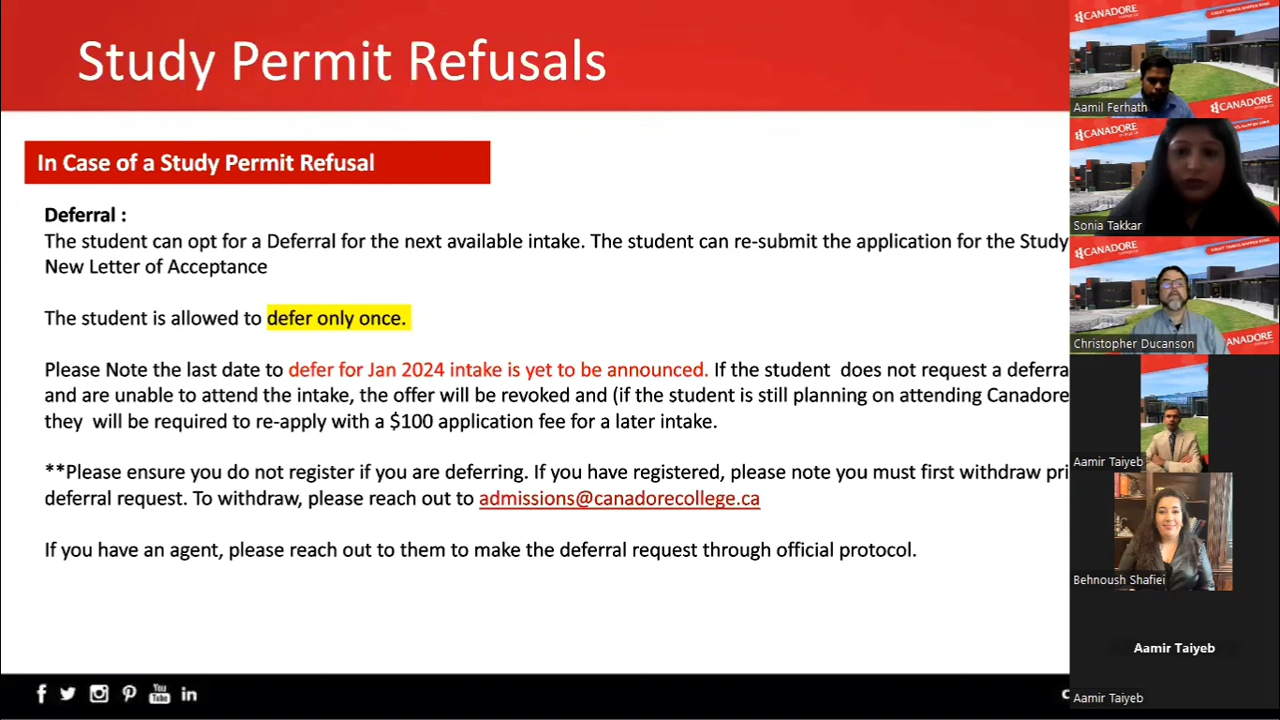 Study Permit Refusals
In Case of a Study Permit Refusal
Deferral :
The student can opt for a Deferral for the next available intake. The student can re-submit the application for the Study
New Letter of Acceptance
The student is allowed to defer only once.
Please Note the last date to defer for Jan 2024 intake is yet to be announced. If the student does not request a deferra
and are unable to attend the intake, the offer will be revoked and (if the student is still planning on attending Canadore
they will be required to re-apply with a $100 application fee for a later intake.
**Please ensure you do not register if you are deferring. If you have registered, please note you must first withdraw pri
deferral request. To withdraw, please reach out to admissions@canadorecollege.ca
If you have an agent, please reach out to them to make the deferral request through official protocol.
You
Tube
CANADORE
Aamil Ferhath
CANADORE
CANADORE
Sonia Takkar
CANADORE
Christopher Ducanson
ANADORE
Aamir Taiyeb
Behnoush Shafiei
Aamir Taiyeb
Aamir Taiyeb